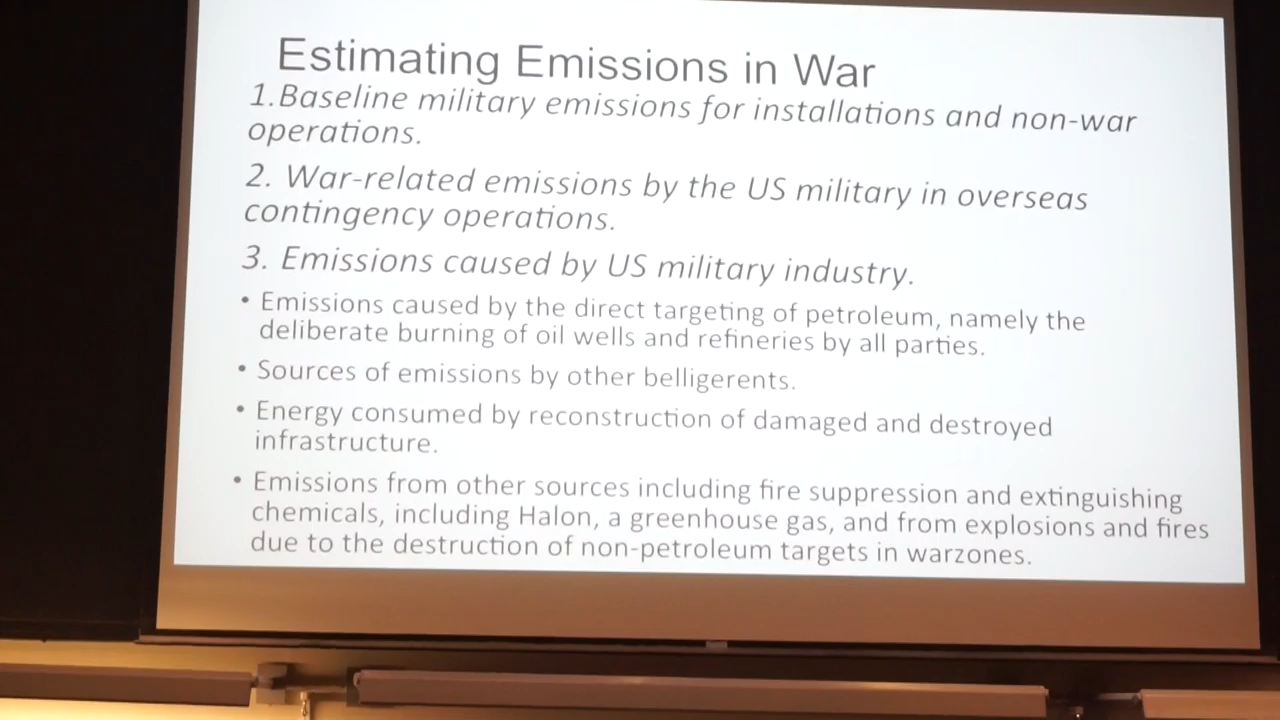 Estimating Emissions in War
1.Baseline military emissions for installations and non-war
operations.
2. War-related emissions by the US military in overseas
contingency operations.
3. Emissions caused by US military industry.
• Emissions caused by the direct targeting of petroleum, namely the
deliberate burning of oil wells and refineries by all parties.
• Sources of emissions by other belligerents.
• Energy consumed by reconstruction of damaged and destroyed
infrastructure.
• Emissions from other sources including fire suppression and extinguishing
chemicals, including Halon, a greenhouse gas, and from explosions and fires
due to the destruction of non-petroleum targets in warzones.